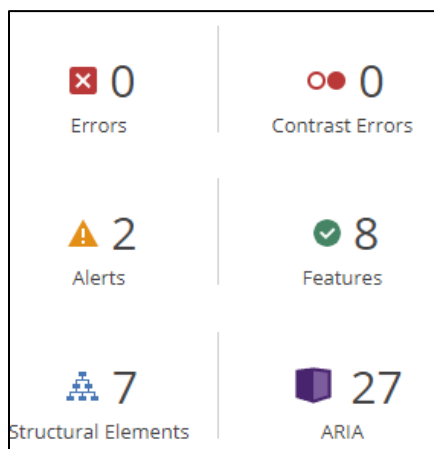 0 0
Errors Contrast Errors
2 8
Alerts Features
7 27
Structural Elements ARIA